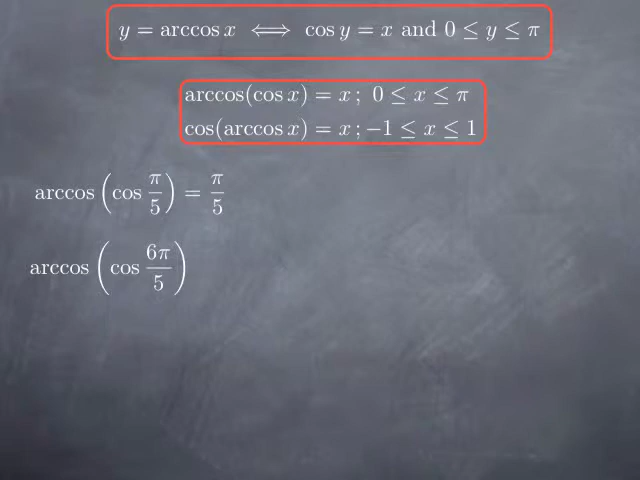 y = arccos x ⟺ cos y = x and 0 ≤ y ≤ π
arccos(cos x) = x ; 0 ≤ x ≤ π
cos(arccos x) = x ; −1 ≤ x ≤ 1
arccos (cos π/5) = π/5
arccos (cos 6π/5)